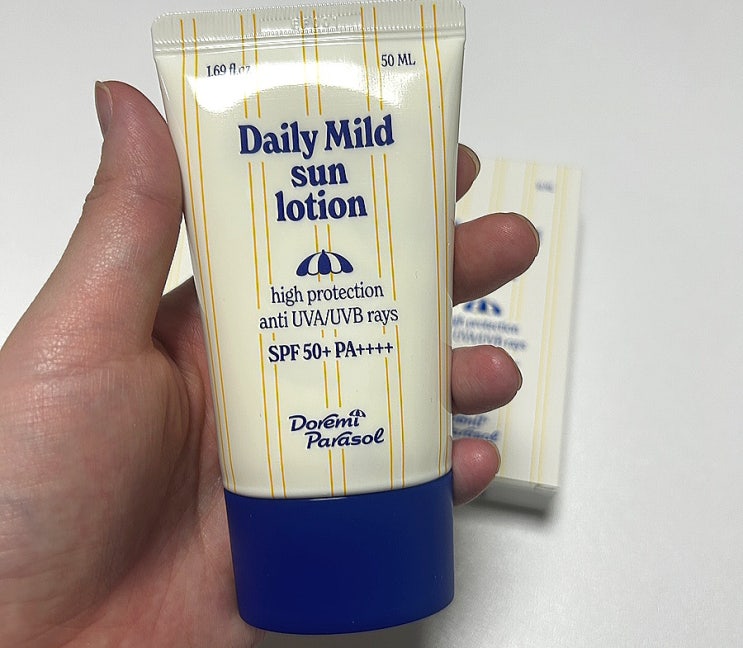 1.69 fl.oz 50 ML
Daily Mild
sun
lotion
high protection
anti UVA/UVB rays
SPF 50+ PA++++
Doremi
Parasol
protection